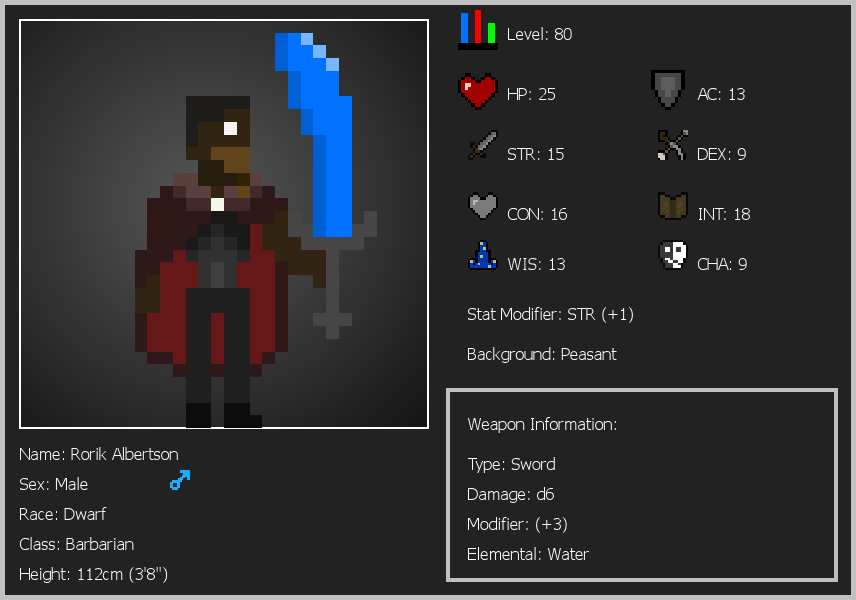 Level: 80
HP: 25
AC: 13
STR: 15
DEX: 9
CON: 16
INT: 18
WIS: 13
CHA: 9
Stat Modifier: STR (+1)
Background: Peasant
Weapon Information:
Type: Sword
Damage: d6
Modifier: (+3)
Elemental: Water
Name: Rorik Albertson
Sex: Male
Race: Dwarf
Class: Barbarian
Height: 112cm (3'8")